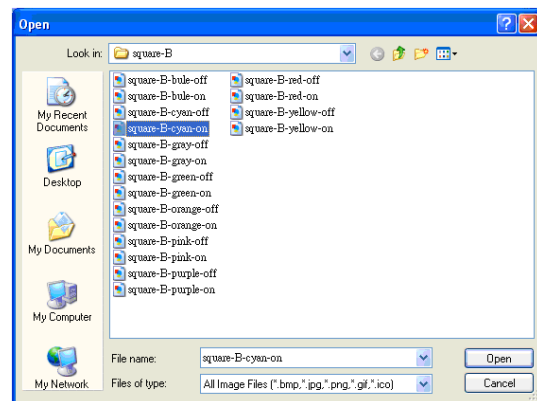 Open
Look in: square-B
My Recent
Documents
Desktop
My Documents
My Computer
My Network
square-B-bule-off
square-B-bule-on
square-B-cyan-off
square-B-cyan-on
square-B-gray-off
square-B-gray-on
square-B-green-off
square-B-green-on
square-B-orange-off
square-B-orange-on
square-B-pink-off
square-B-pink-on
square-B-purple-off
square-B-purple-on
square-B-red-off
square-B-red-on
square-B-yellow-off
square-B-yellow-on
File name: square-B-cyan-on Open
Files of type: All Image Files (*.bmp,*.jpg,*.png,*.gif,*.ico) Cancel